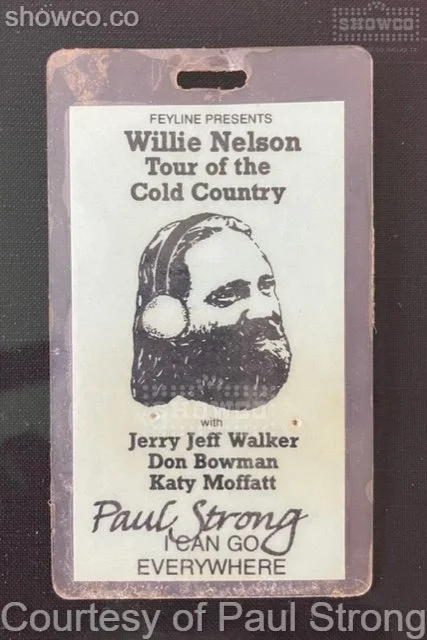 showco.co
SHOWCO
FEYLINE PRESENTS
Willie Nelson
Tour of the
Cold Country
SHOWCO
with
Jerry Jeff Walker
Don Bowman
Katy Moffatt
Paul Strong
I CAN GO
EVERYWHERE
Courtesy of Paul Strong